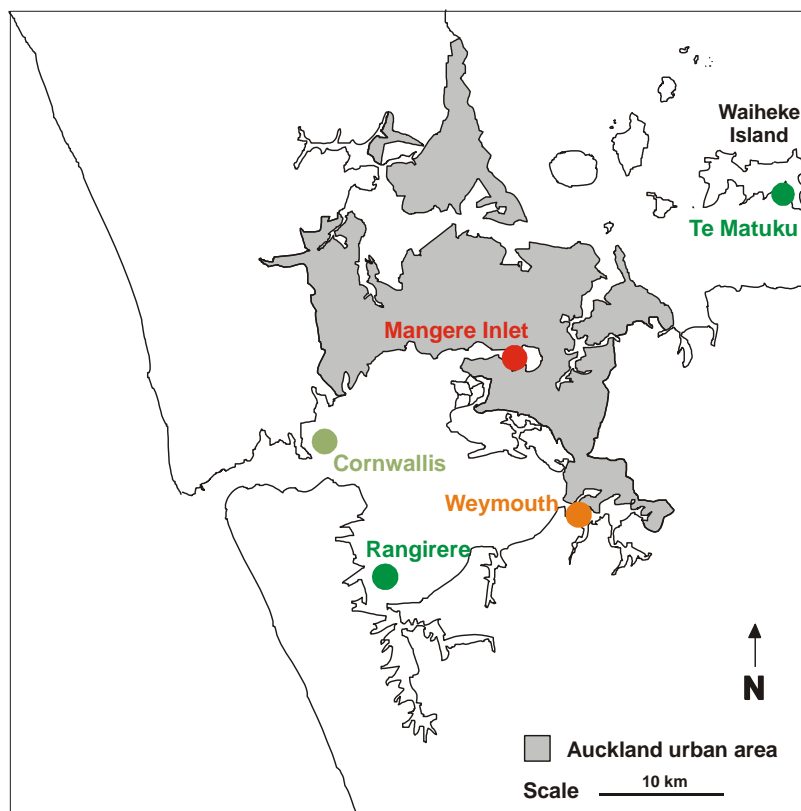 Waiheke
Island
Te Matuku
Mangere Inlet
Cornwallis
Weymouth
Rangirere
N
Auckland urban area
Scale 10 km